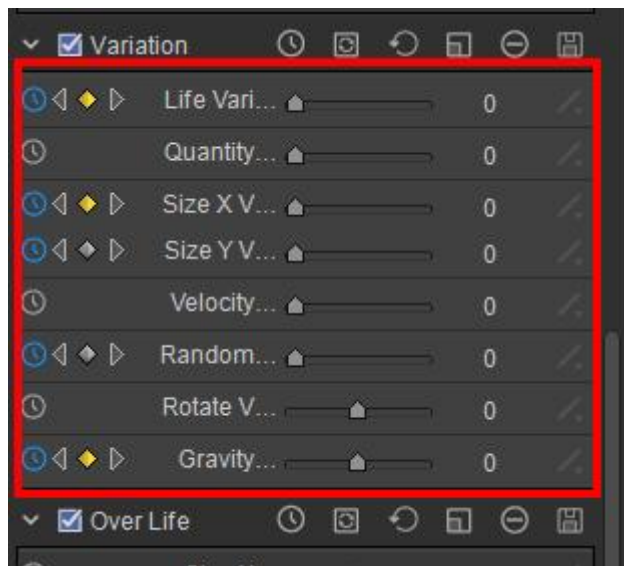 Variation
Life Vari... 0
Quantity... 0
Size X V... 0
Size Y V... 0
Velocity... 0
Random... 0
Rotate V... 0
Gravity... 0
Over Life